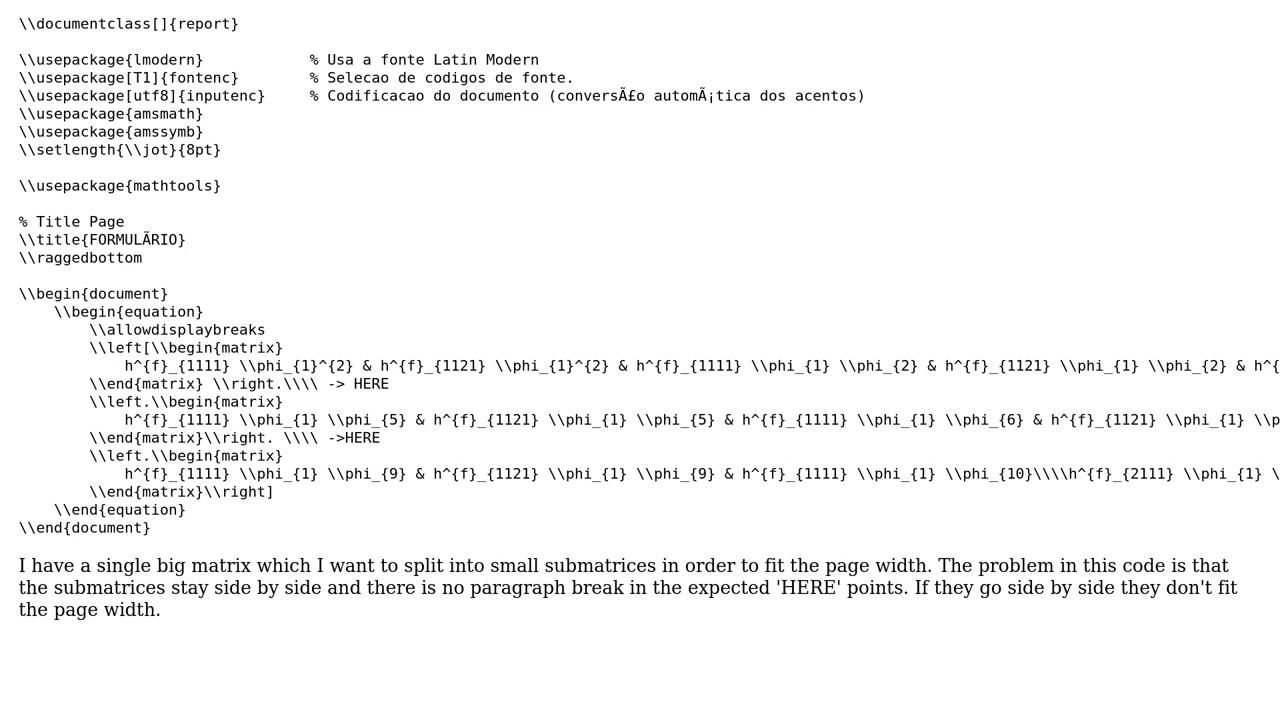 \\documentclass[]{report}
\\usepackage{lmodern} % Usa a fonte Latin Modern
\\usepackage[T1]{fontenc} % Selecao de codigos de fonte.
\\usepackage[utf8]{inputenc} % Codificacao do documento (conversÃ£o automÃ¡tica dos acentos)
\\usepackage{amsmath}
\\usepackage{amssymb}
\\setlength{\\jot}{8pt}
\\usepackage{mathtools}
% Title Page
\\title{FORMULÃRIO}
\\raggedbottom
\\begin{document}
\\begin{equation}
\\allowdisplaybreaks
\\left[\\begin{matrix}
h^{f}_{1111} \\phi_{1}^{2} & h^{f}_{1121} \\phi_{1}^{2} & h^{f}_{1111} \\phi_{1} \\phi_{2} & h^{f}_{1121} \\phi_{1} \\phi_{2} & h^{
\\end{matrix} \\right.\\\\ -> HERE
\\left.\\begin{matrix}
h^{f}_{1111} \\phi_{1} \\phi_{5} & h^{f}_{1121} \\phi_{1} \\phi_{5} & h^{f}_{1111} \\phi_{1} \\phi_{6} & h^{f}_{1121} \\phi_{1} \\p
\\end{matrix}\\right. \\\\ ->HERE
\\left.\\begin{matrix}
h^{f}_{1111} \\phi_{1} \\phi_{9} & h^{f}_{1121} \\phi_{1} \\phi_{9} & h^{f}_{1111} \\phi_{1} \\phi_{10}\\\\h^{f}_{2111} \\phi_{1} \
\\end{matrix}\\right]
\\end{equation}
\\end{document}
I have a single big matrix which I want to split into small submatrices in order to fit the page width. The problem in this code is that
the submatrices stay side by side and there is no paragraph break in the expected 'HERE' points. If they go side by side they don't fit
the page width.